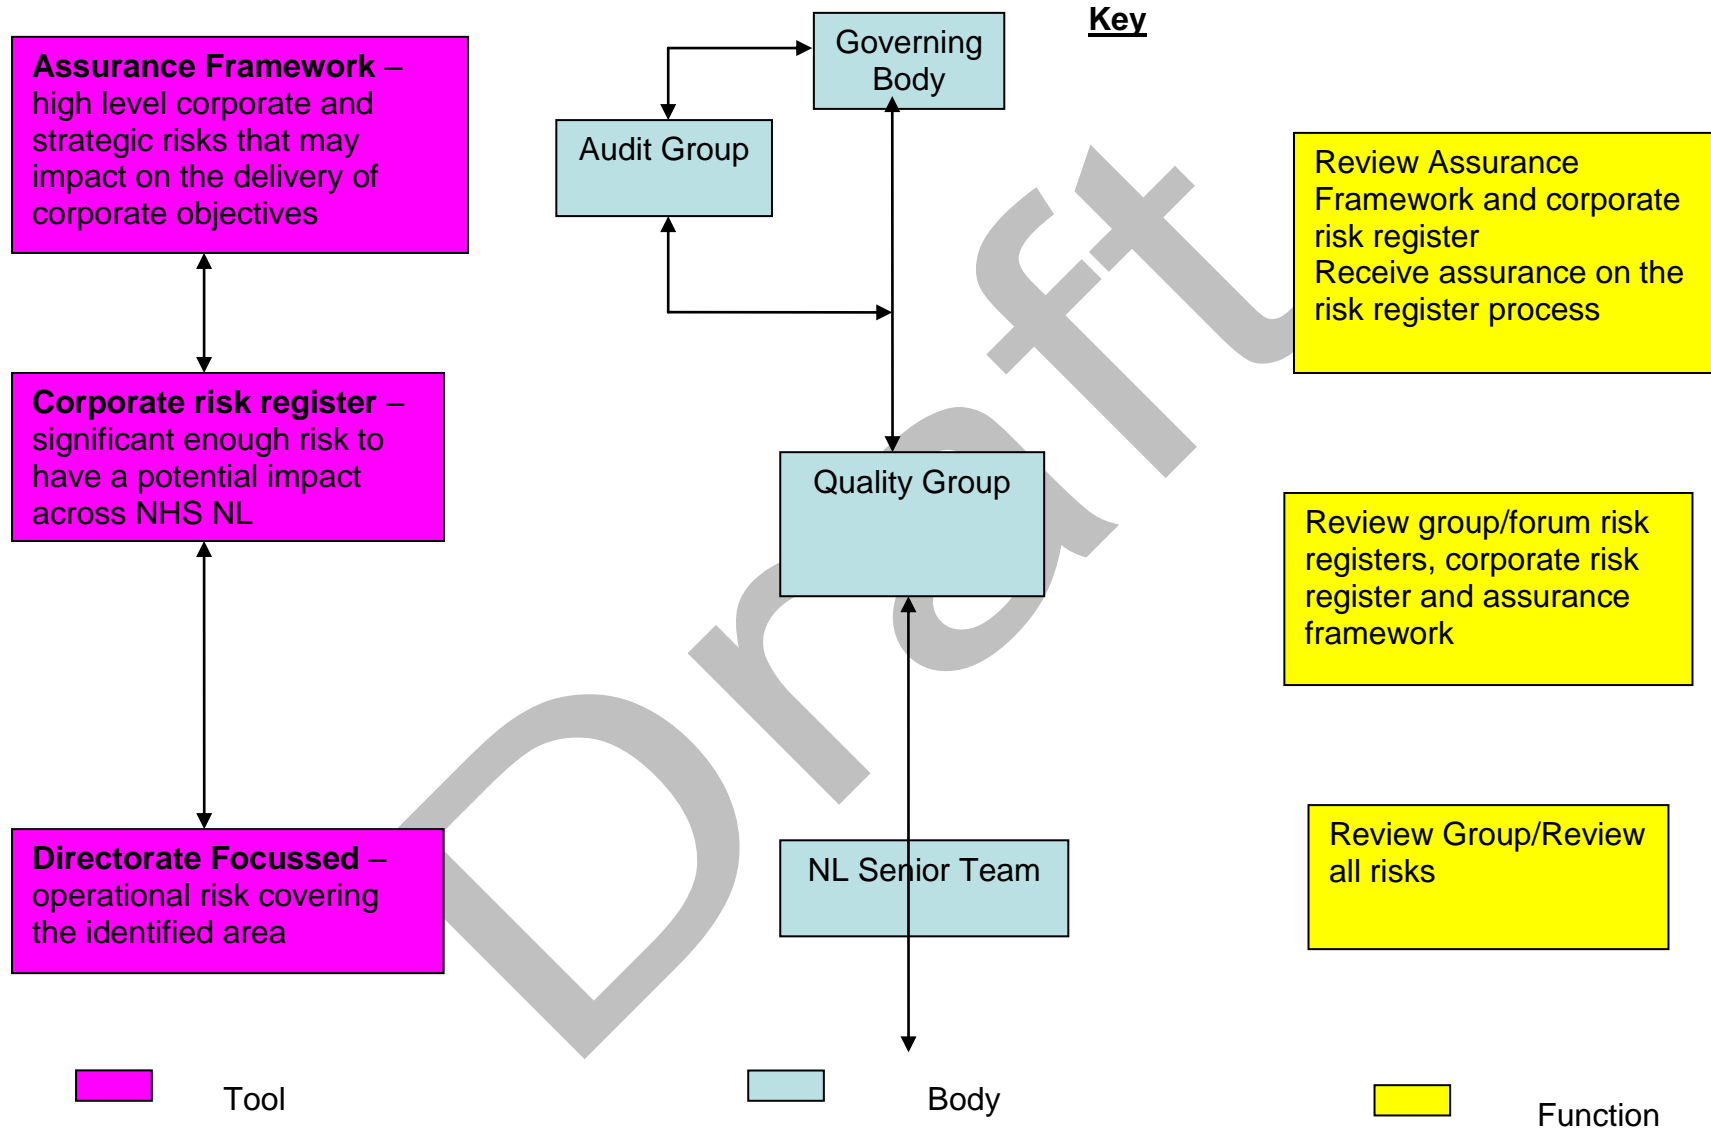 Key
Assurance Framework –
high level corporate and
strategic risks that may
impact on the delivery of
corporate objectives
Corporate risk register –
significant enough risk to
have a potential impact
across NHS NL
Directorate Focussed –
operational risk covering
the identified area
Governing
Body
Audit Group
Quality Group
NL Senior Team
Review Assurance
Framework and corporate
risk register
Receive assurance on the
risk register process
Review group/forum risk
registers, corporate risk
register and assurance
framework
Review Group/Review
all risks
Draft
Tool
Body
Function